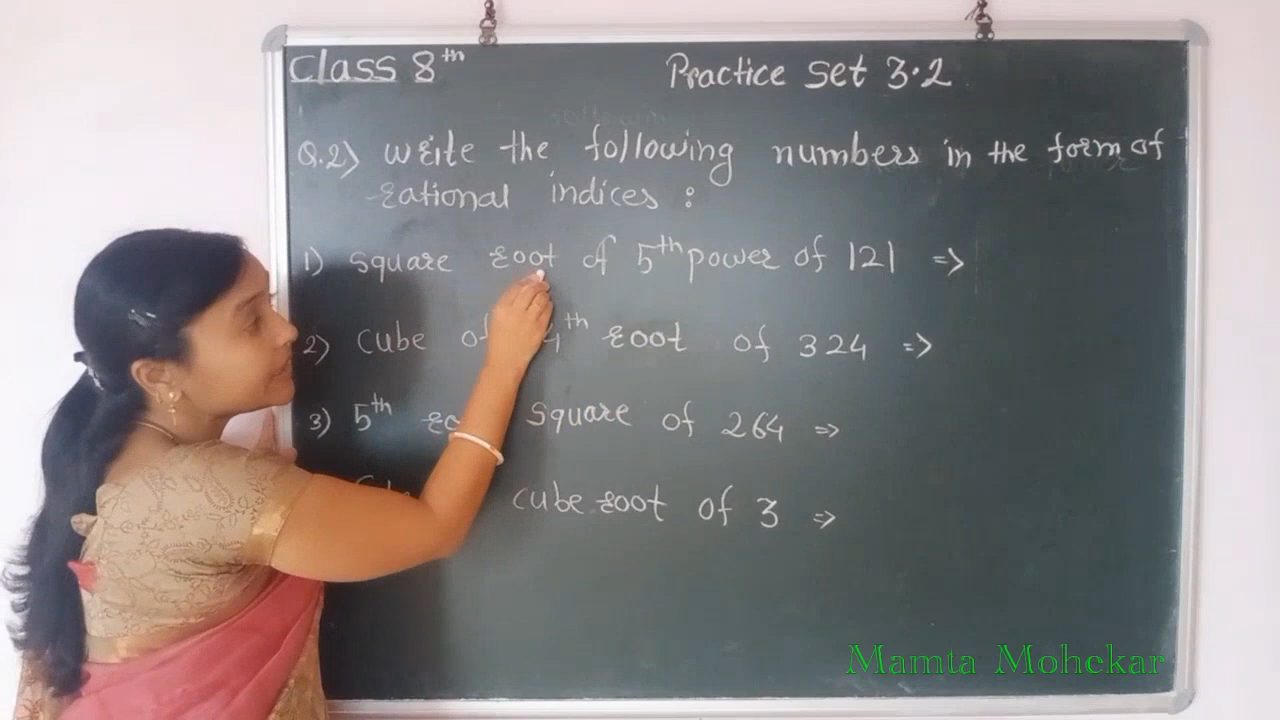 Class 8th
Practice Set 3.2
Q.2) Write the following numbers in the form of
rational indices :
1) Square root of 5th power of 121 ⇒
2) Cube of 4th root of 324 ⇒
3) 5th square of 264 ⇒
cube root of 3 ⇒
Mamta Mohekar